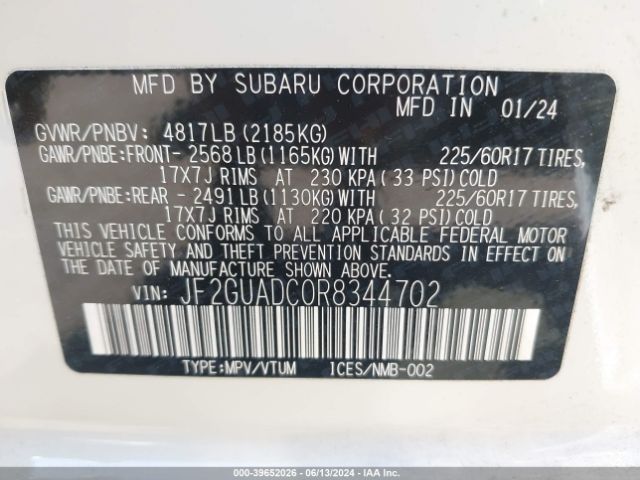 MFD BY SUBARU CORPORATION
MFD IN 01/24
GVWR/PNBV: 4817LB (2185KG)
GAWR/PNBE:FRONT- 2568LB(1165KG)WITH 225/60R17 TIRES,
17X7J RIMS AT 230 KPA( 33 PSI)COLD
GAWR/PNBE:REAR - 2491LB(1130KG)WITH 225/60R17 TIRES,
17X7J RIMS AT 220 KPA( 32 PSI)COLD
THIS VEHICLE CONFORMS TO ALL APPLICABLE FEDERAL MOTOR
VEHICLE SAFETY AND THEFT PREVENTION STANDARDS IN EFFECT ON
THE DATE OF MANUFACTURE SHOWN ABOVE
VIN: JF2GUADC0R8344702
TYPE:MPV/VTUM ICES/NMB-002
000-39652026 - 06/13/2024 - IAA Inc.